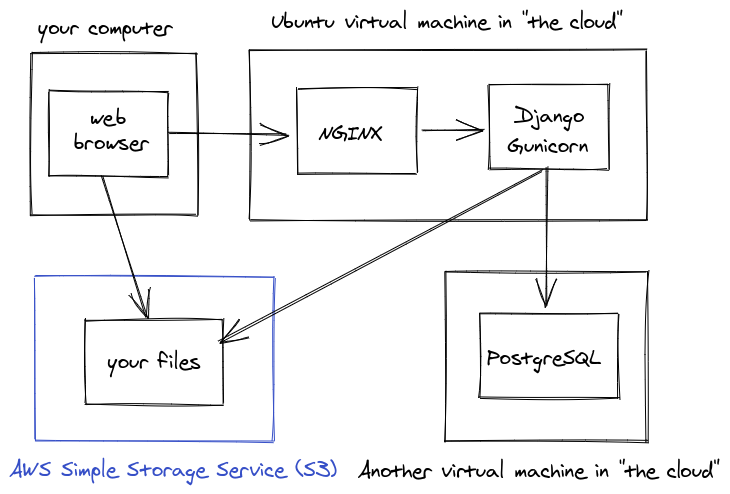 your computer
Ubuntu virtual machine in "the cloud"
web
browser
NGINX
Django
Gunicorn
your files
PostgreSQL
AWS Simple Storage Service (S3)
Another virtual machine in "the cloud"